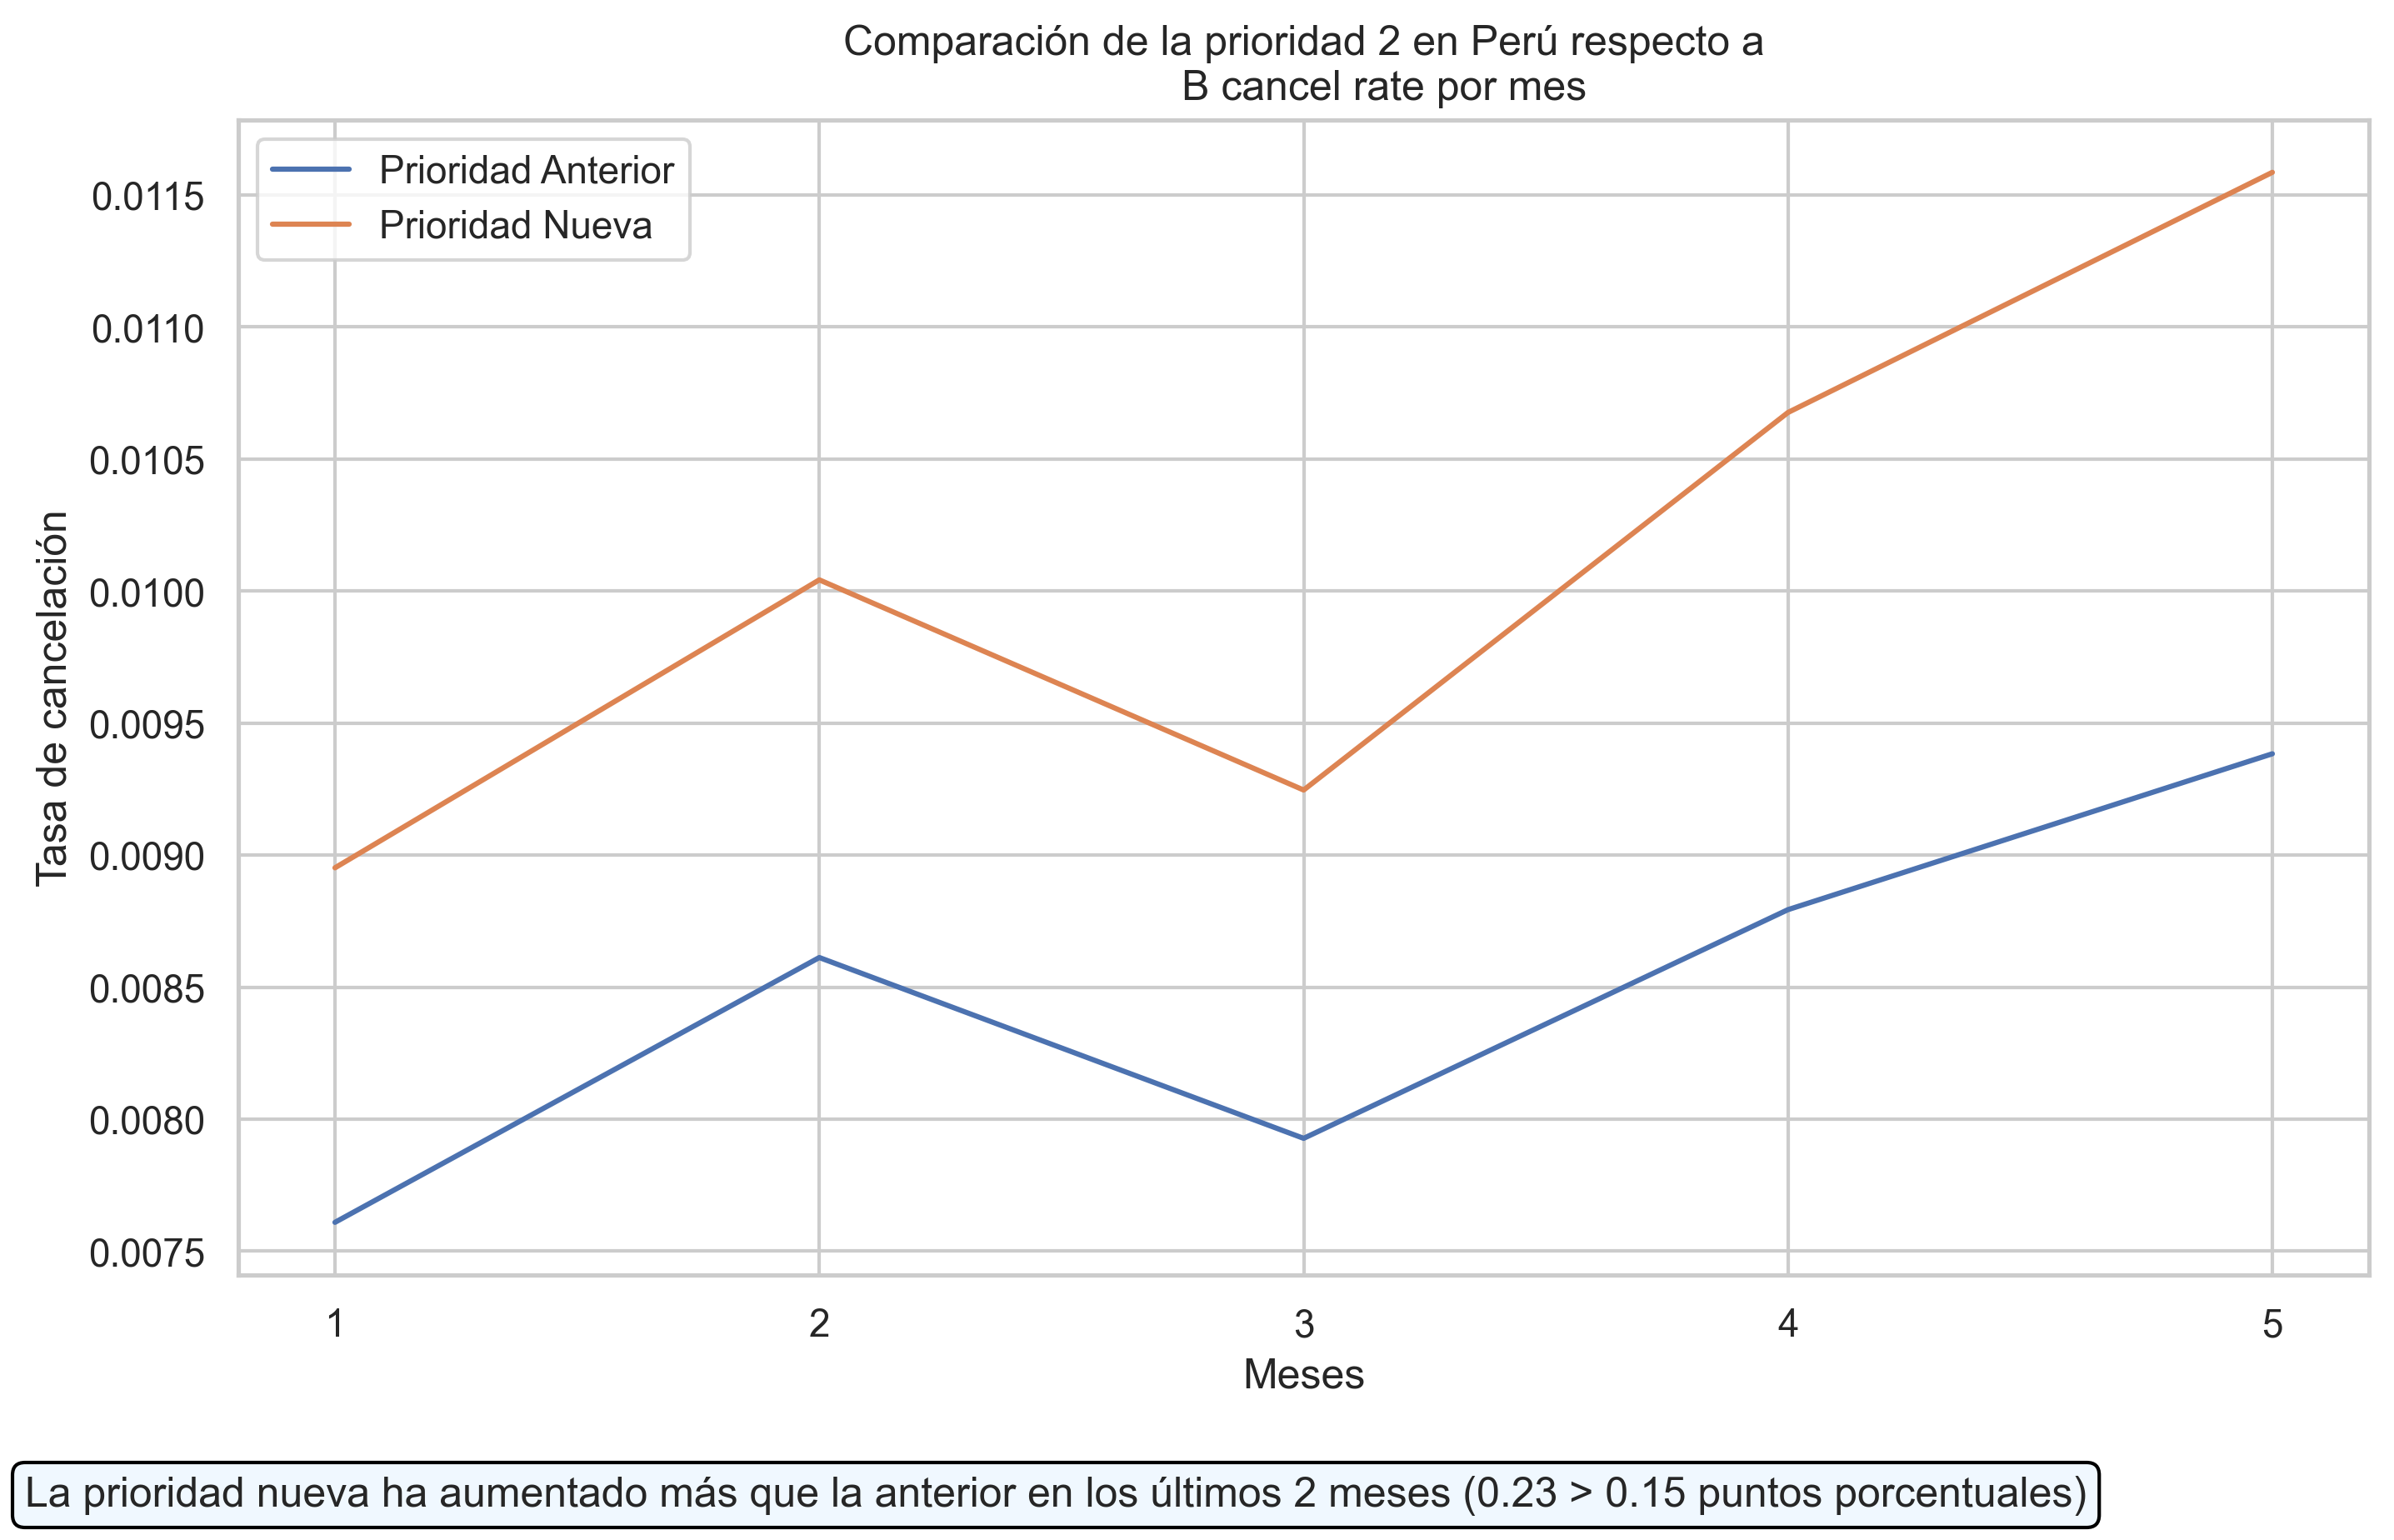 Comparación de la prioridad 2 en Perú respecto a
B cancel rate por mes
Prioridad Anterior
Prioridad Nueva
0.0115
0.0110
0.0105
0.0100
0.0095
0.0090
0.0085
0.0080
0.0075
Tasa de cancelación
1 2 3 4 5
Meses
La prioridad nueva ha aumentado más que la anterior en los últimos 2 meses (0.23 > 0.15 puntos porcentuales)